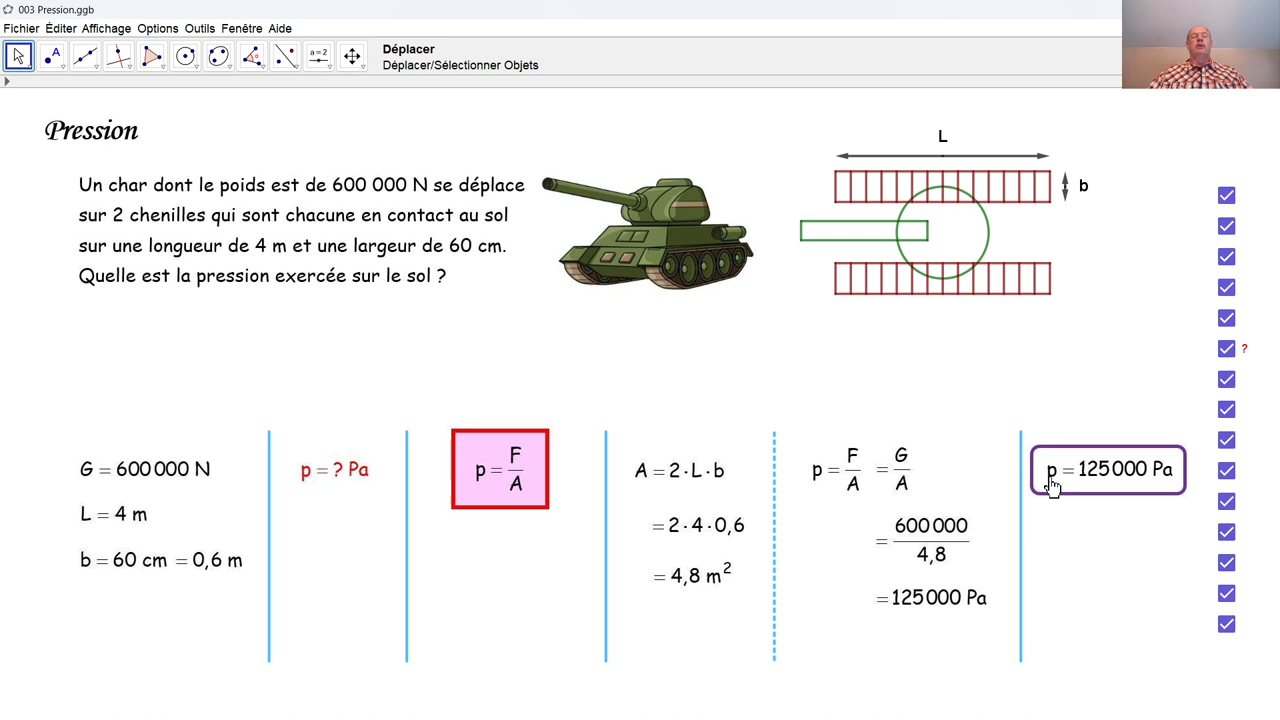 003 Pression.ggb
Fichier Éditer Affichage Options Outils Fenêtre Aide
A
a = 2
Déplacer
Déplacer/Sélectionner Objets
Pression
Un char dont le poids est de 600 000 N se déplace
sur 2 chenilles qui sont chacune en contact au sol
sur une longueur de 4 m et une largeur de 60 cm.
Quelle est la pression exercée sur le sol ?
L
b
?
G = 600 000 N
L = 4 m
b = 60 cm = 0,6 m
p = ? Pa
p = F/A
A = 2 · L · b
= 2 · 4 · 0,6
= 4,8 m²
p = F/A = G/A
= 600 000/4,8
= 125 000 Pa
p = 125 000 Pa